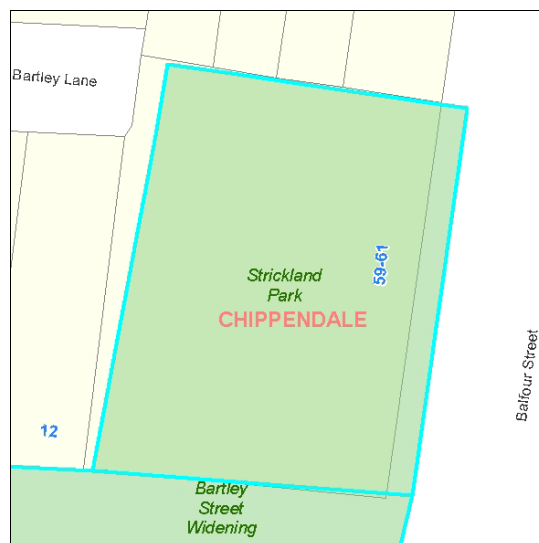 Bartley Lane
59-61
Strickland
Park
CHIPPENDALE
Balfour Street
12
Bartley
Street
Widening